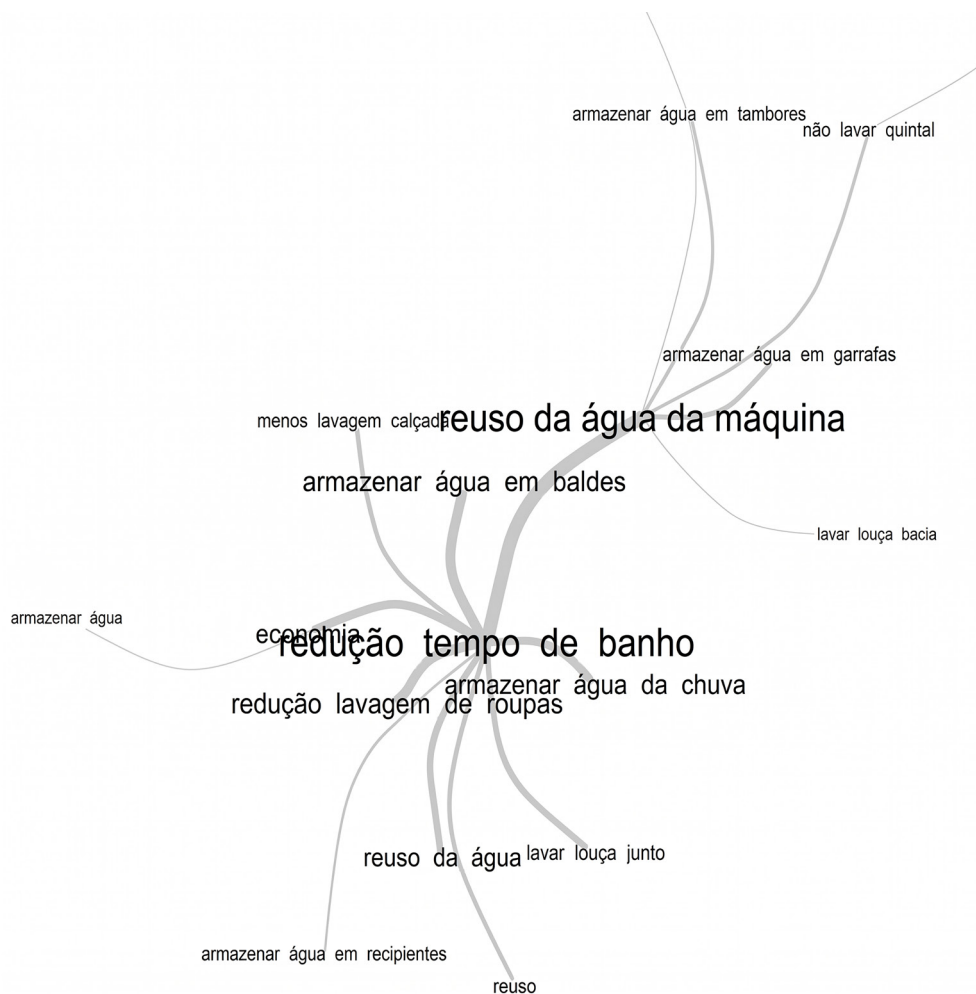 armazenar água em tambores
não lavar quintal
armazenar água em garrafas
menos lavagem calçada
reuso da água da máquina
armazenar água em baldes
lavar louça bacia
armazenar água
economia
redução tempo de banho
armazenar água da chuva
redução lavagem de roupas
reuso da água
lavar louça junto
armazenar água em recipientes
reuso